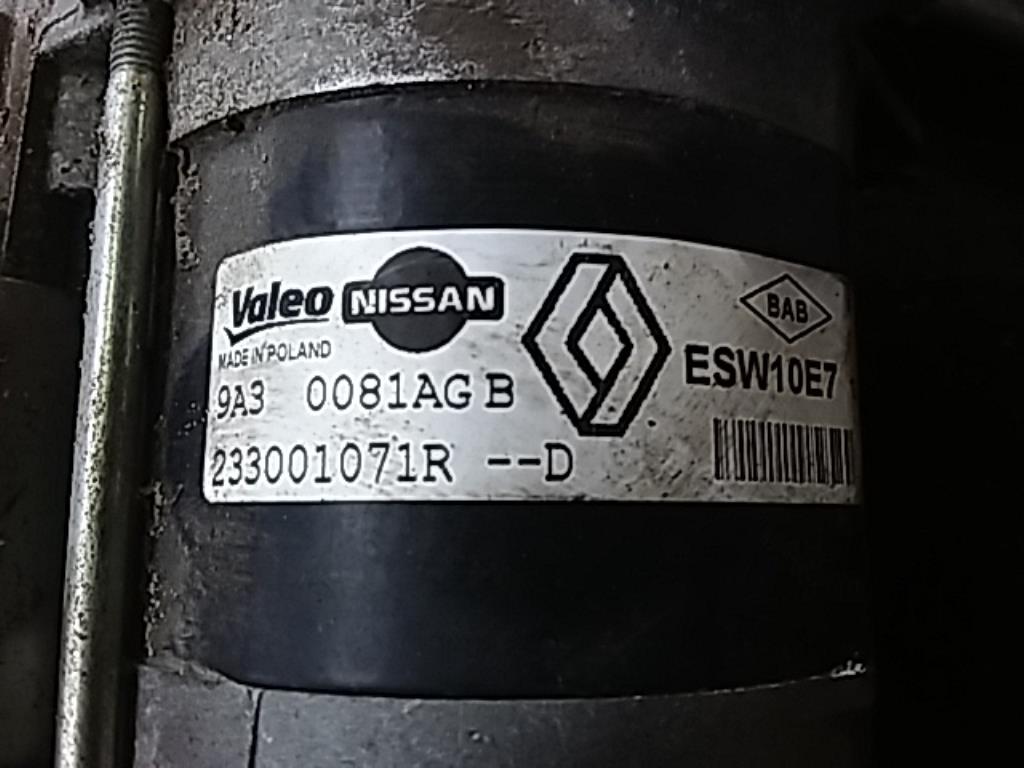 Valeo NISSAN
BAB
MADE IN POLAND
ESW10E7
9A3 0081AG B
233001071R --D